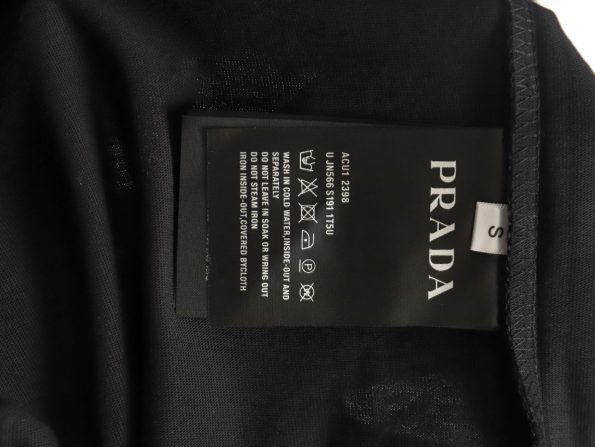 PRADA
S
ACU1 2398
U JN566 S191 1T5U
WASH IN COLD WATER,INSIDE-OUT AND
SEPARATELY
DO NOT LEAVE IN SOAK OR WRING OUT
DO NOT STEAM IRON
IRON INSIDE-OUT,COVERED BYCLOTH